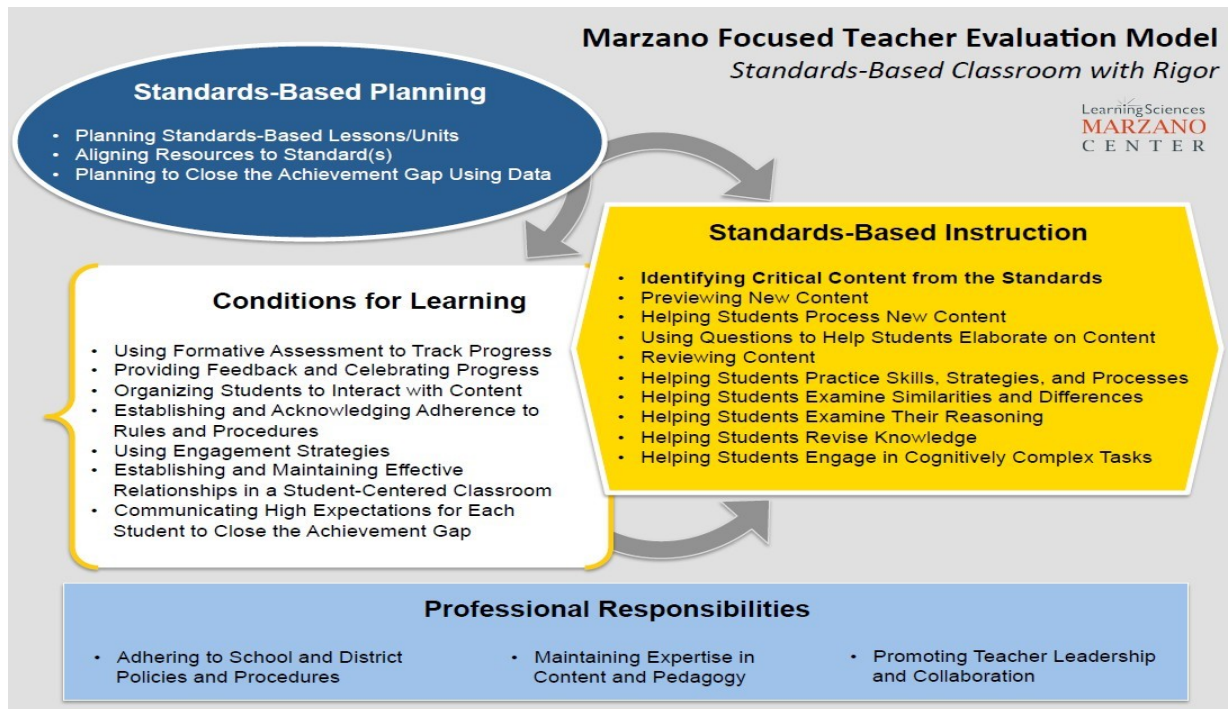 Marzano Focused Teacher Evaluation Model
Standards-Based Classroom with Rigor
LearningSciences
MARZANO
CENTER
Standards-Based Planning
• Planning Standards-Based Lessons/Units
• Aligning Resources to Standard(s)
• Planning to Close the Achievement Gap Using Data
Standards-Based Instruction
• Identifying Critical Content from the Standards
• Previewing New Content
• Helping Students Process New Content
• Using Questions to Help Students Elaborate on Content
• Reviewing Content
• Helping Students Practice Skills, Strategies, and Processes
• Helping Students Examine Similarities and Differences
• Helping Students Examine Their Reasoning
• Helping Students Revise Knowledge
• Helping Students Engage in Cognitively Complex Tasks
Conditions for Learning
• Using Formative Assessment to Track Progress
• Providing Feedback and Celebrating Progress
• Organizing Students to Interact with Content
• Establishing and Acknowledging Adherence to
Rules and Procedures
• Using Engagement Strategies
• Establishing and Maintaining Effective
Relationships in a Student-Centered Classroom
• Communicating High Expectations for Each
Student to Close the Achievement Gap
Professional Responsibilities
• Adhering to School and District
Policies and Procedures
• Maintaining Expertise in
Content and Pedagogy
• Promoting Teacher Leadership
and Collaboration